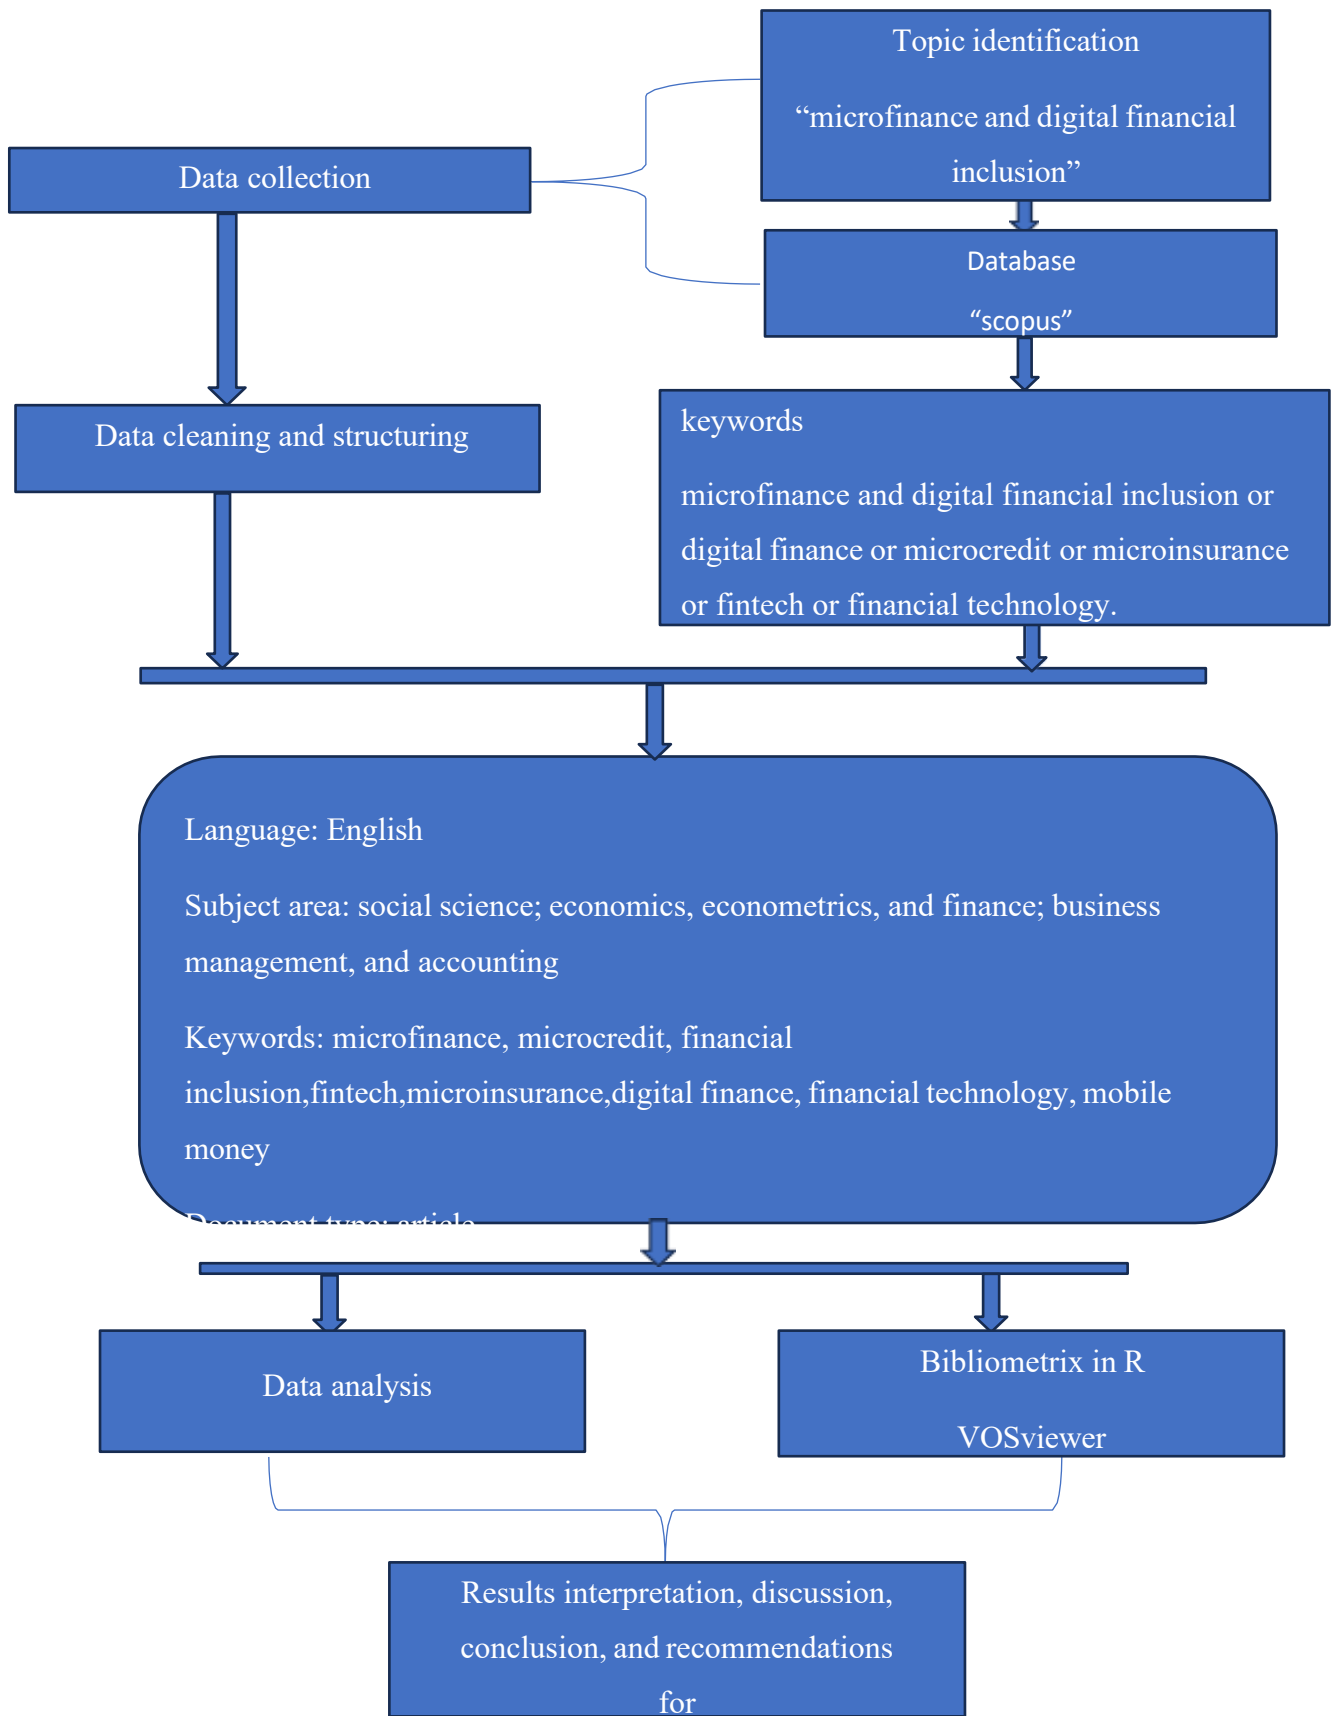 Topic identification
“microfinance and digital financial
inclusion”
Data collection
Database
“scopus”
Data cleaning and structuring
keywords
microfinance and digital financial inclusion or
digital finance or microcredit or microinsurance
or fintech or financial technology.
Language: English
Subject area: social science; economics, econometrics, and finance; business
management, and accounting
Keywords: microfinance, microcredit, financial
inclusion,fintech,microinsurance,digital finance, financial technology, mobile
money
Document type: article
Data analysis
Bibliometrix in R
VOSviewer
Results interpretation, discussion,
conclusion, and recommendations
for